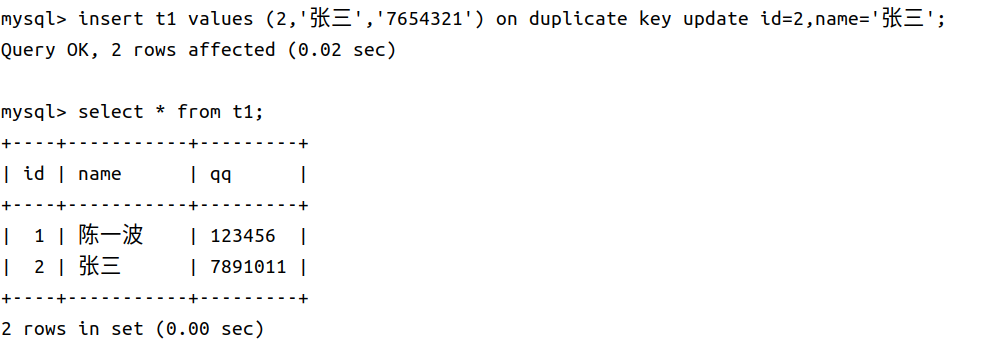 mysql> insert t1 values (2,'张三','7654321') on duplicate key update id=2,name='张三';
Query OK, 2 rows affected (0.02 sec)
mysql> select * from t1;
+----+-----------+---------+
| id | name      | qq      |
+----+-----------+---------+
|  1 | 陈一波    | 123456  |
|  2 | 张三      | 7891011 |
+----+-----------+---------+
2 rows in set (0.00 sec)